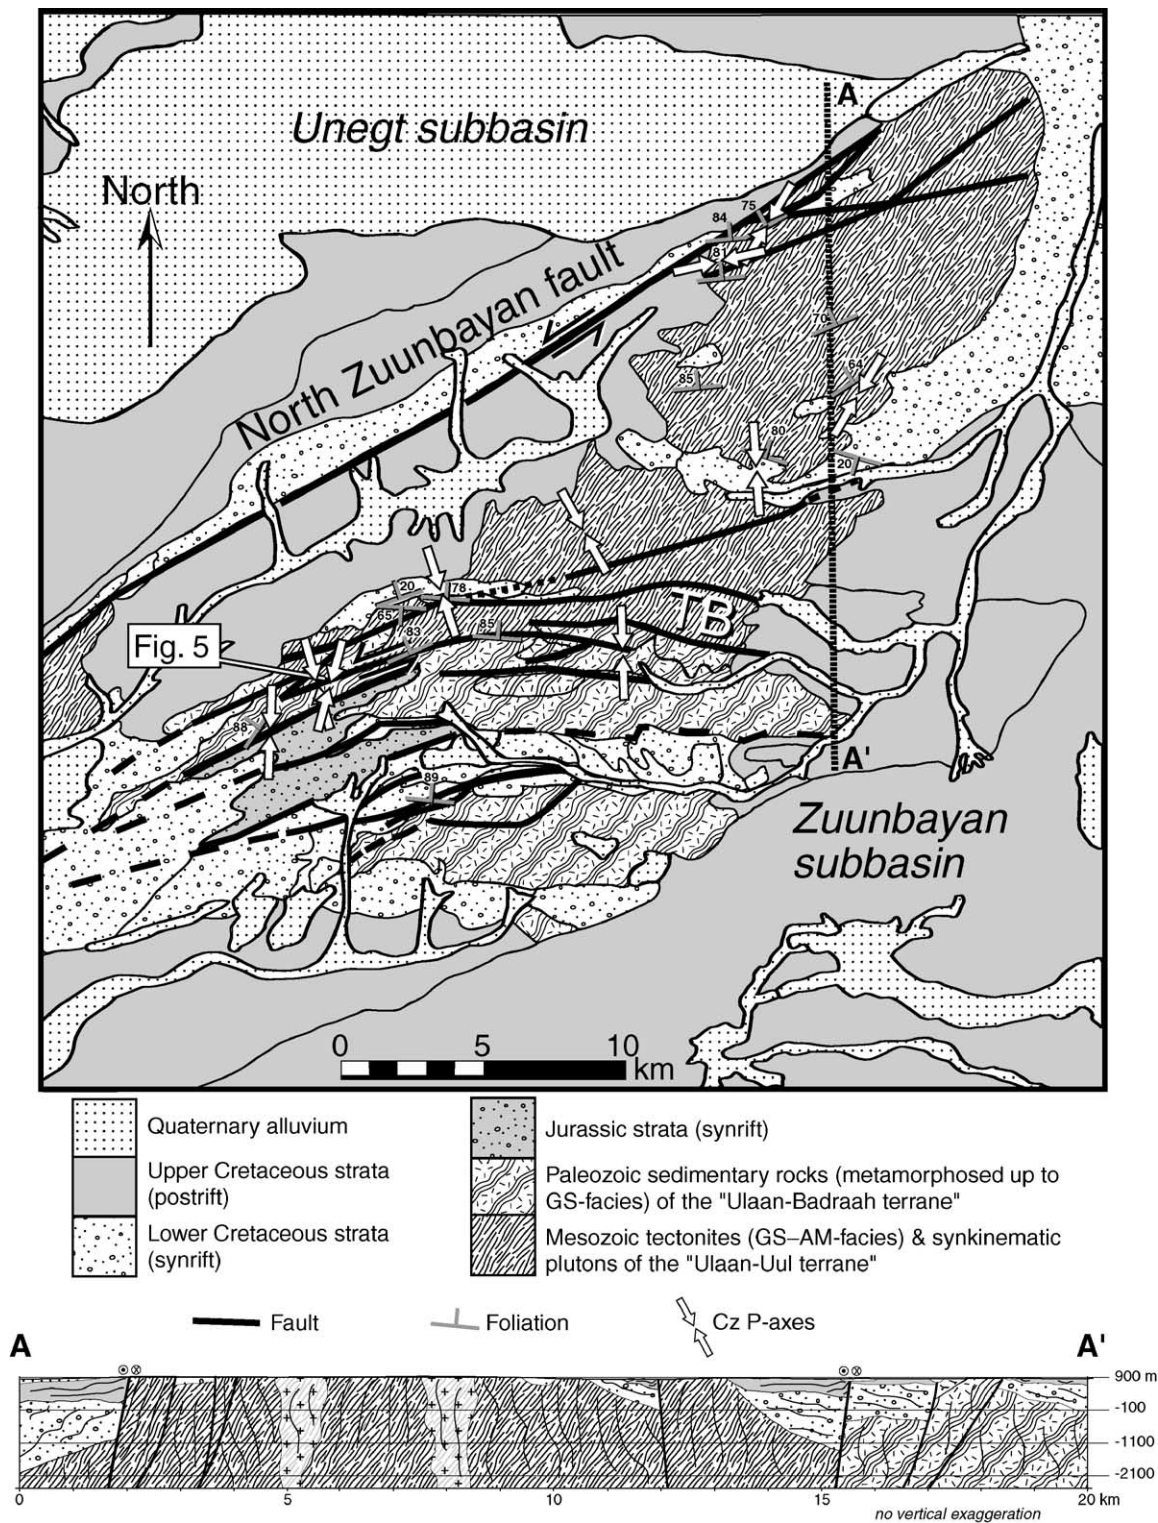 A
Unegt subbasin
North
North Zuunbayan fault
75
84
81
70
64
85
80
20
20
78
65
83
85
TB
Fig. 5
88
89
A'
Zuunbayan
subbasin
0 5 10
km
Quaternary alluvium
Upper Cretaceous strata
(postrift)
Lower Cretaceous strata
(synrift)
Jurassic strata (synrift)
Paleozoic sedimentary rocks (metamorphosed up to
GS-facies) of the "Ulaan-Badraah terrane"
Mesozoic tectonites (GS–AM-facies) & synkinematic
plutons of the "Ulaan-Uul terrane"
Fault
Foliation
Cz P-axes
A A'
900 m
-100
-1100
-2100
0 5 10 15 20 km
no vertical exaggeration